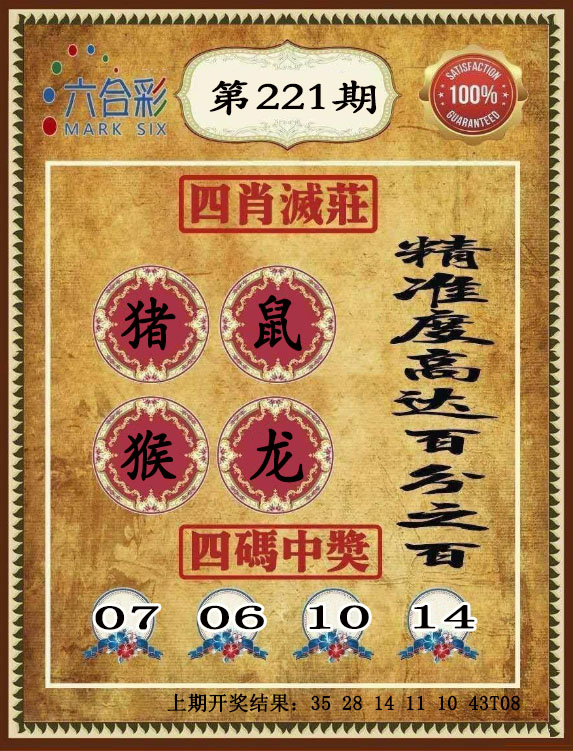 六合彩
MARK SIX
第221期
SATISFACTION
100%
GUARANTEED
四肖滅莊
猪
鼠
猴
龙
精准度高达百分之百
四碼中獎
07 06 10 14
上期开奖结果：35 28 14 11 10 43T08